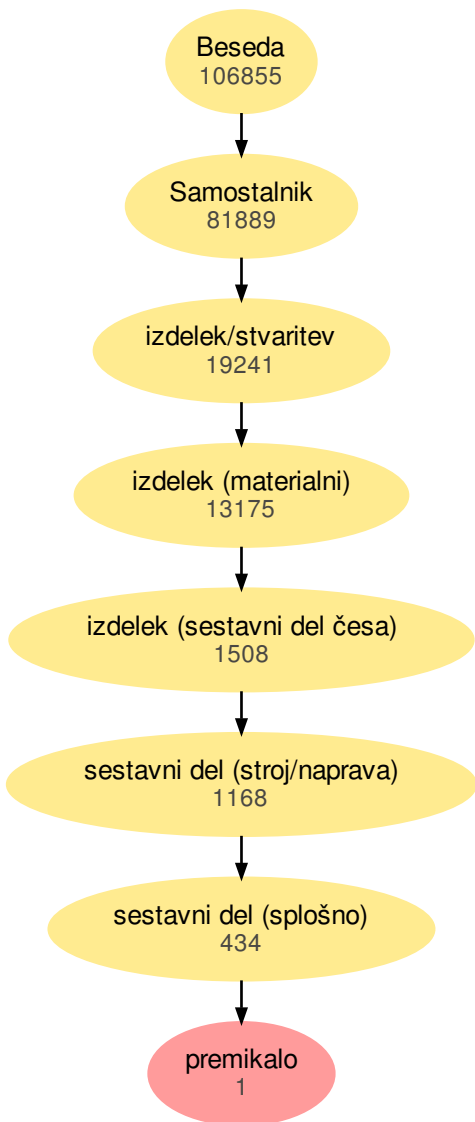 Beseda
106855
Samostalnik
81889
izdelek/stvaritev
19241
izdelek (materialni)
13175
izdelek (sestavni del česa)
1508
sestavni del (stroj/naprava)
1168
sestavni del (splošno)
434
premikalo
1